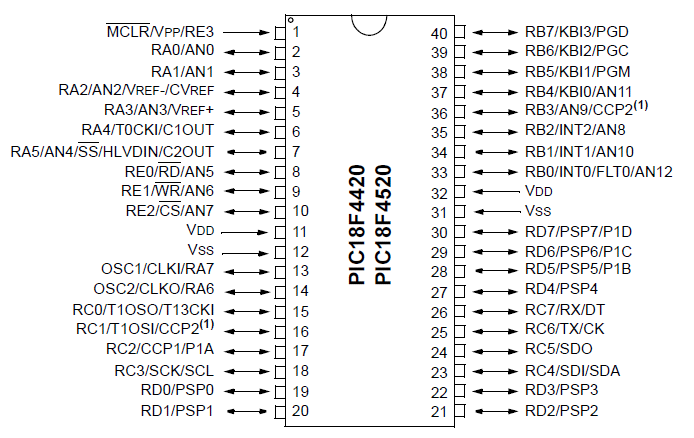 MCLR/VPP/RE3 1
RA0/AN0 2
RA1/AN1 3
RA2/AN2/VREF-/CVREF 4
RA3/AN3/VREF+ 5
RA4/T0CKI/C1OUT 6
RA5/AN4/SS/HLVDIN/C2OUT 7
RE0/RD/AN5 8
RE1/WR/AN6 9
RE2/CS/AN7 10
VDD 11
VSS 12
OSC1/CLKI/RA7 13
OSC2/CLKO/RA6 14
RC0/T1OSO/T13CKI 15
RC1/T1OSI/CCP2(1) 16
RC2/CCP1/P1A 17
RC3/SCK/SCL 18
RD0/PSP0 19
RD1/PSP1 20
PIC18F4420
PIC18F4520
40 RB7/KBI3/PGD
39 RB6/KBI2/PGC
38 RB5/KBI1/PGM
37 RB4/KBI0/AN11
36 RB3/AN9/CCP2(1)
35 RB2/INT2/AN8
34 RB1/INT1/AN10
33 RB0/INT0/FLT0/AN12
32 VDD
31 VSS
30 RD7/PSP7/P1D
29 RD6/PSP6/P1C
28 RD5/PSP5/P1B
27 RD4/PSP4
26 RC7/RX/DT
25 RC6/TX/CK
24 RC5/SDO
23 RC4/SDI/SDA
22 RD3/PSP3
21 RD2/PSP2